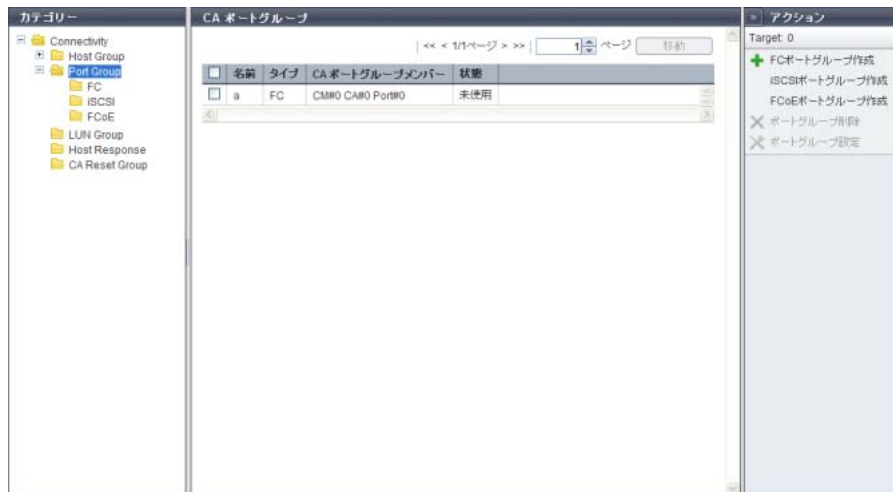 カテゴリー
Connectivity
Host Group
Port Group
FC
iSCSI
FCoE
LUN Group
Host Response
CA Reset Group
CA ポートグループ
| << < 1/1ページ > >> | 1 ページ 移動
名前 タイプ CA ポートグループメンバー 状態
a FC CM#0 CA#0 Port#0 未使用
» アクション
Target: 0
FCポートグループ作成
iSCSIポートグループ作成
FCoEポートグループ作成
ポートグループ削除
ポートグループ設定